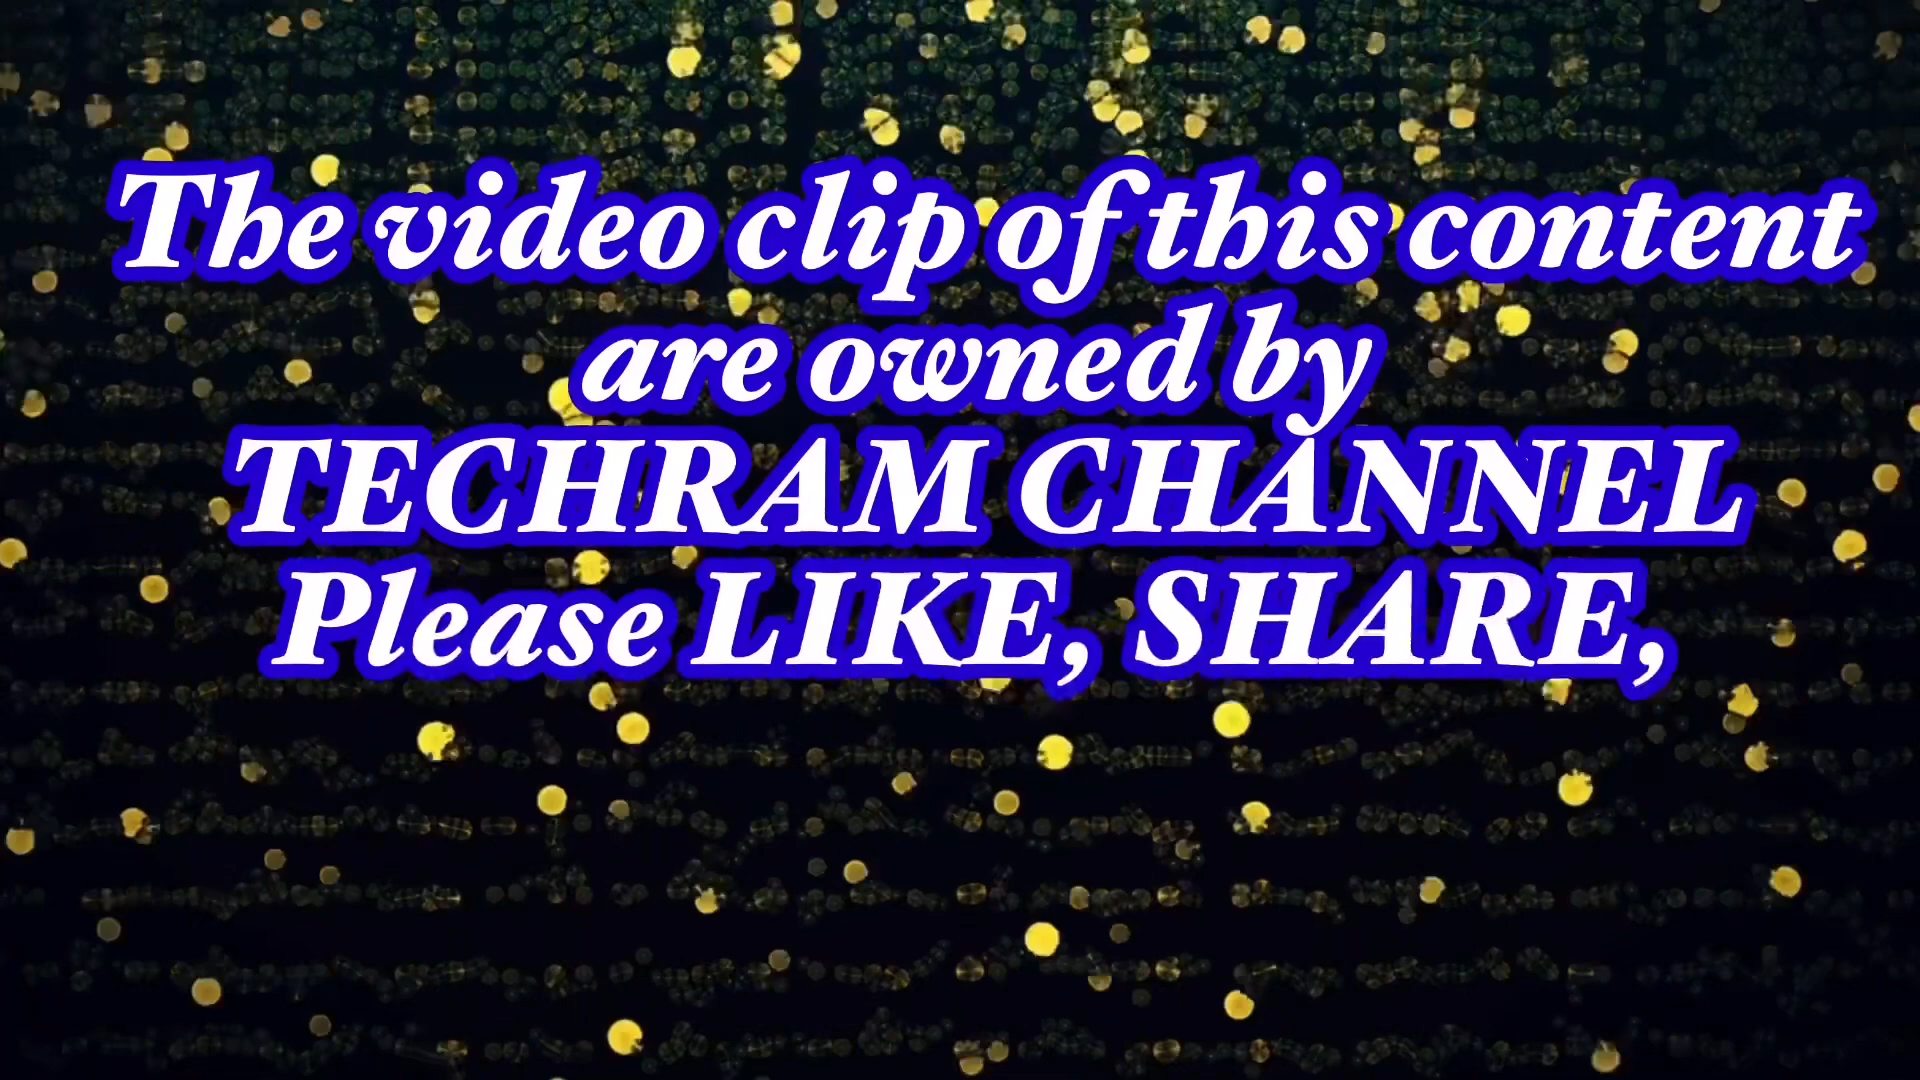 The video clip of this content
are owned by
TECHRAM CHANNEL
Please LIKE, SHARE,